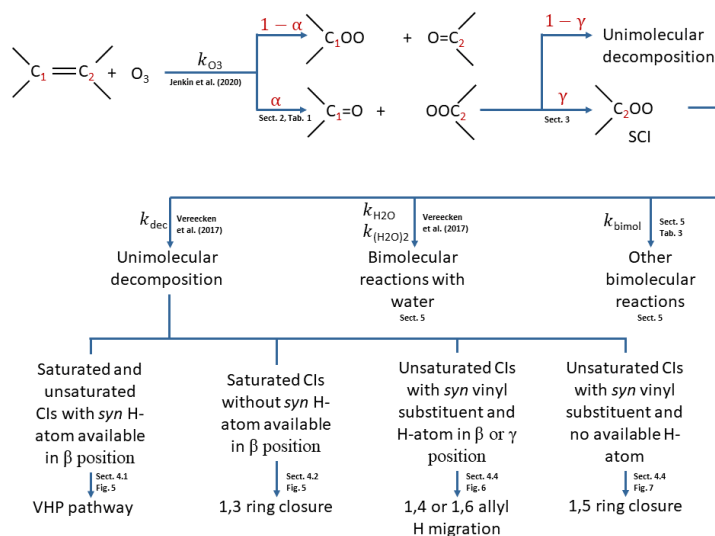 1 − α
C1OO + O=C2
1 − γ
Unimolecular
decomposition
C1 C2 + O3
kO3
Jenkin et al. (2020)
α
Sect. 2, Tab. 1
C1=O + OOC2
γ
Sect. 3
C2OO
SCI
kdec
Vereecken
et al. (2017)
Unimolecular
decomposition
kH2O
k(H2O)2
Vereecken
et al. (2017)
Bimolecular
reactions with
water
Sect. 5
kbimol
Sect. 5
Tab. 3
Other
bimolecular
reactions
Sect. 5
Saturated and
unsaturated
CIs with syn H-
atom available
in β position
Sect. 4.1
Fig. 5
VHP pathway
Saturated CIs
without syn H-
atom available
in β position
Sect. 4.2
Fig. 5
1,3 ring closure
Unsaturated CIs
with syn vinyl
substituent and
H-atom in β or γ
position
Sect. 4.4
Fig. 6
1,4 or 1,6 allyl
H migration
Unsaturated CIs
with syn vinyl
substituent and
no available H-
atom
Sect. 4.4
Fig. 7
1,5 ring closure